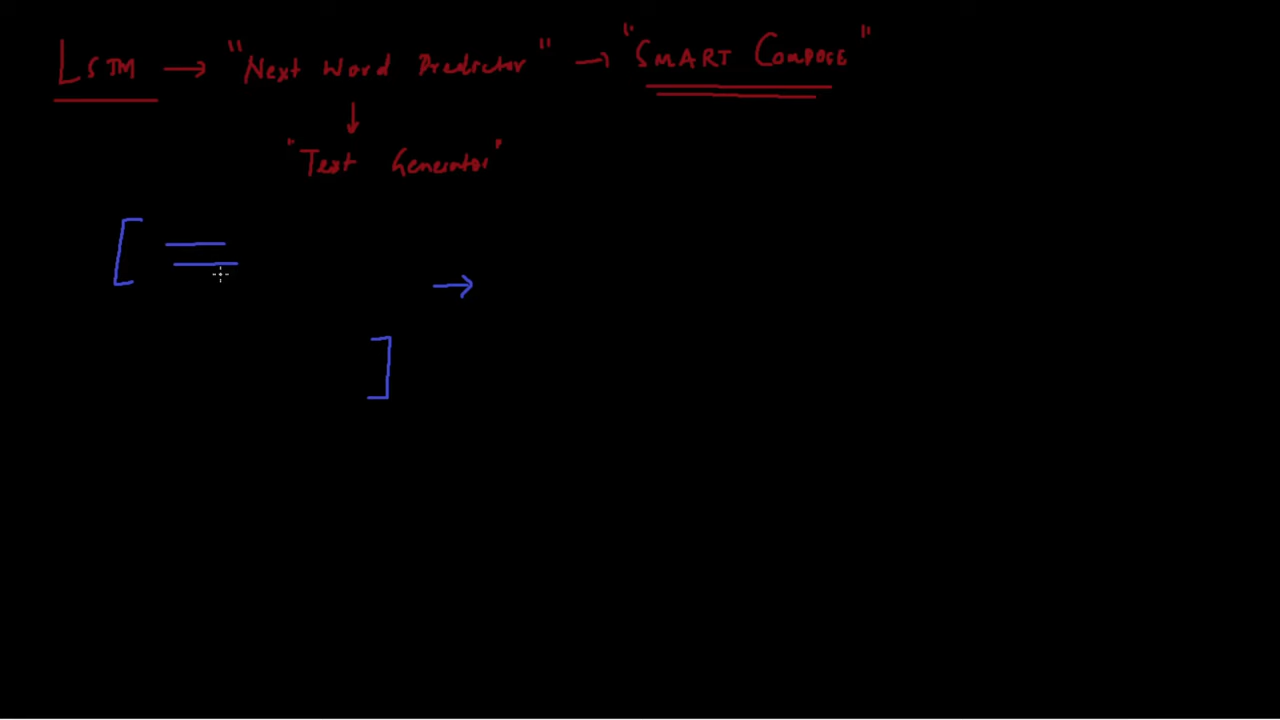 LSTM → "Next Word Predictor" → "SMART COMPOSE"
↓
"Text Generator"
[
→
]